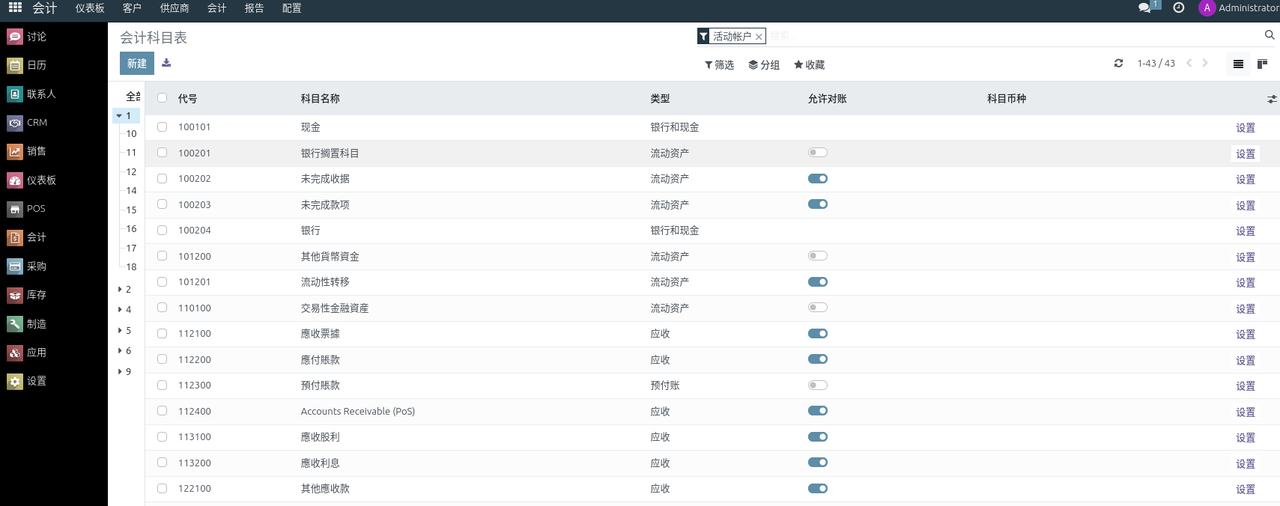 会计 仪表板 客户 供应商 会计 报告 配置 1 A Administrator
讨论
日历
联系人
CRM
销售
仪表板
POS
会计
采购
库存
制造
应用
设置
会计科目表
活动帐户 × 搜索...
新建
筛选 分组 收藏 1-43 / 43
全部
1
10
11
12
14
15
16
17
18
2
4
5
6
9
代号 科目名称 类型 允许对账 科目币种
100101 现金 银行和现金 设置
100201 银行搁置科目 流动资产 设置
100202 未完成收据 流动资产 设置
100203 未完成款项 流动资产 设置
100204 银行 银行和现金 设置
101200 其他貨幣資金 流动资产 设置
101201 流动性转移 流动资产 设置
110100 交易性金融資産 流动资产 设置
112100 應收票據 应收 设置
112200 應付賬款 应收 设置
112300 預付賬款 预付账 设置
112400 Accounts Receivable (PoS) 应收 设置
113100 應收股利 应收 设置
113200 應收利息 应收 设置
122100 其他應收款 应收 设置